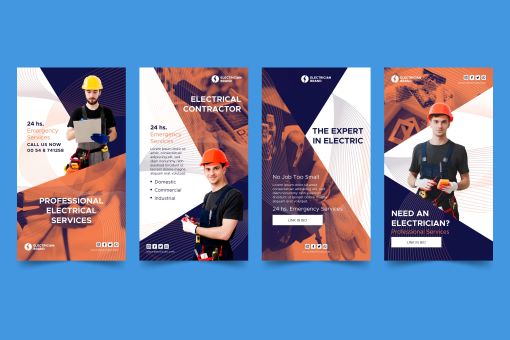 24 hs.
Emergency
Services
CALL US NOW
00 54 8 741258
PROFESSIONAL
ELECTRICAL
SERVICES
ELECTRICIAN
BRAND
ELECTRICAL
CONTRACTOR
24 hs.
Emergency
Services
• Domestic
• Commercial
• Industrial
ELECTRICIAN
BRAND
ELECTRICIAN
BRAND
THE EXPERT
IN ELECTRIC
No Job Too Small
24 hs. Emergency Services
LINK IN BIO
ELECTRICIAN
BRAND
NEED AN
ELECTRICIAN?
Professional Services
LINK IN BIO